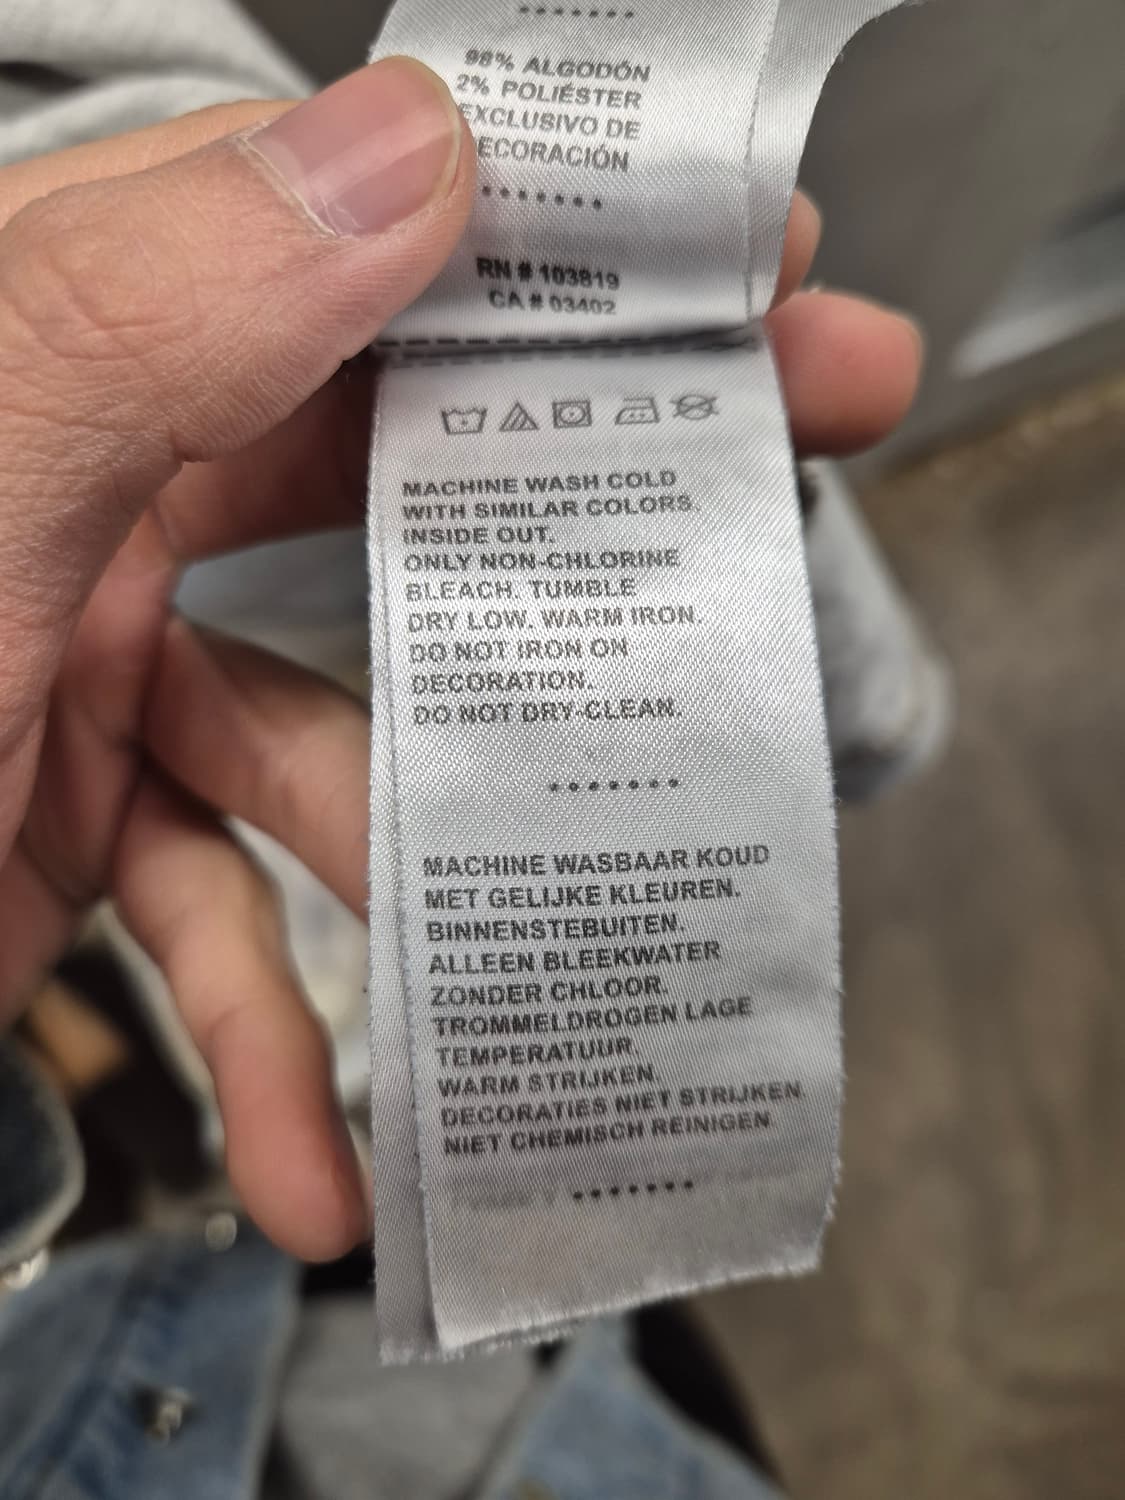 98% ALGODÓN
2% POLIÉSTER
EXCLUSIVO DE
ECORACIÓN
RN # 103819
CA # 03402
MACHINE WASH COLD
WITH SIMILAR COLORS.
INSIDE OUT.
ONLY NON-CHLORINE
BLEACH. TUMBLE
DRY LOW. WARM IRON.
DO NOT IRON ON
DECORATION.
DO NOT DRY-CLEAN.
MACHINE WASBAAR KOUD
MET GELIJKE KLEUREN.
BINNENSTEBUITEN.
ALLEEN BLEEKWATER
ZONDER CHLOOR.
TROMMELDROGEN LAGE
TEMPERATUUR.
WARM STRIJKEN.
DECORATIES NIET STRIJKEN.
NIET CHEMISCH REINIGEN.